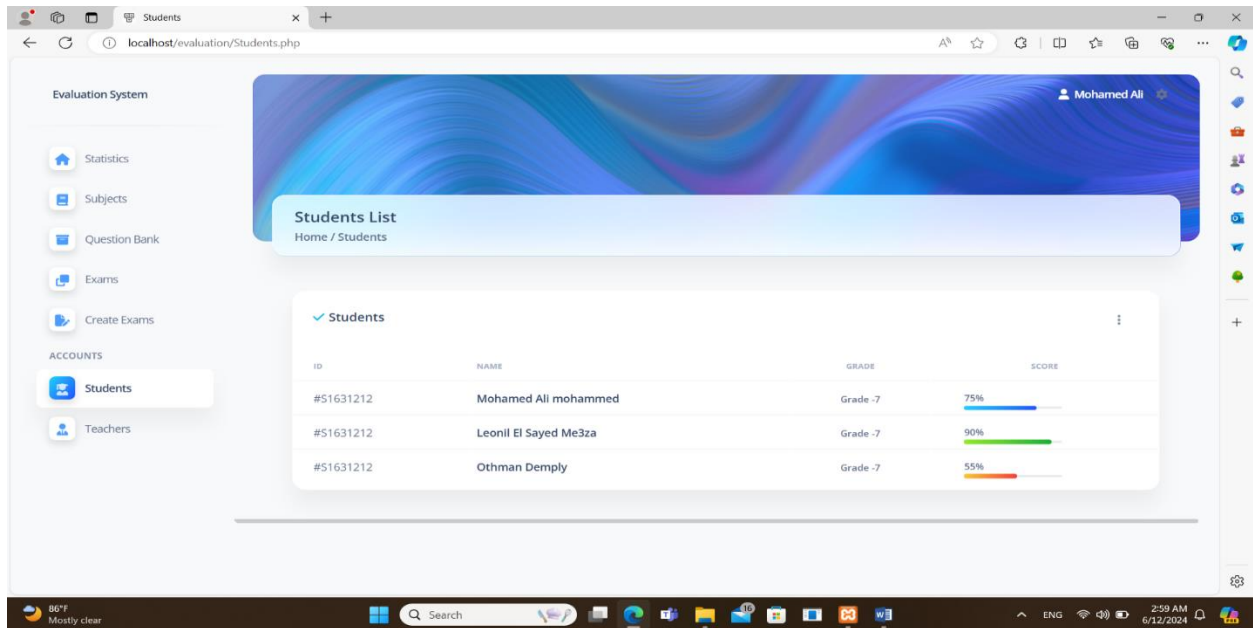 Students
localhost/evaluation/Students.php
Evaluation System
Mohamed Ali
Statistics
Subjects
Question Bank
Exams
Create Exams
ACCOUNTS
Students
Teachers
Students List
Home / Students
Students
ID NAME GRADE SCORE
#S1631212 Mohamed Ali mohammed Grade -7 75%
#S1631212 Leonil El Sayed Me3za Grade -7 90%
#S1631212 Othman Demply Grade -7 55%
86°F
Mostly clear
Search
16
ENG
2:59 AM
6/12/2024